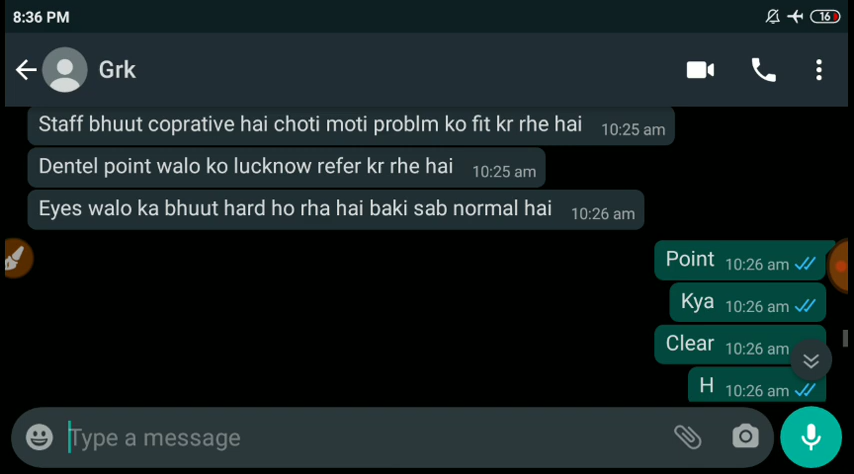 8:36 PM
16
Grk
Staff bhuut coprative hai choti moti problm ko fit kr rhe hai 10:25 am
Dentel point walo ko lucknow refer kr rhe hai 10:25 am
Eyes walo ka bhuut hard ho rha hai baki sab normal hai 10:26 am
Point 10:26 am
Kya 10:26 am
Clear 10:26 am
H 10:26 am
Type a message